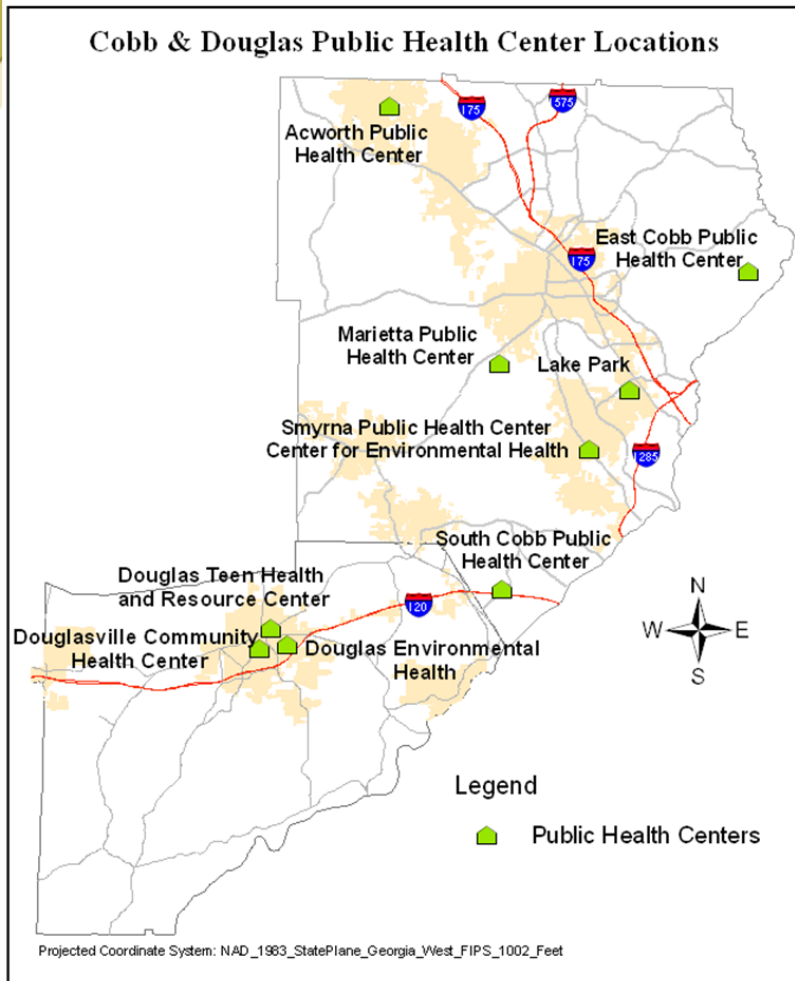 Cobb & Douglas Public Health Center Locations
Acworth Public
Health Center
175
1575
East Cobb Public
Health Center
175
Marietta Public
Health Center
Lake Park
Smyrna Public Health Center
Center for Environmental Health
1285
South Cobb Public
Health Center
Douglas Teen Health
and Resource Center
120
Douglasville Community
Health Center
Douglas Environmental
Health
N
W E
S
Legend
Public Health Centers
Projected Coordinate System: NAD_1983_StatePlane_Georgia_West_FIPS_1002_Feet